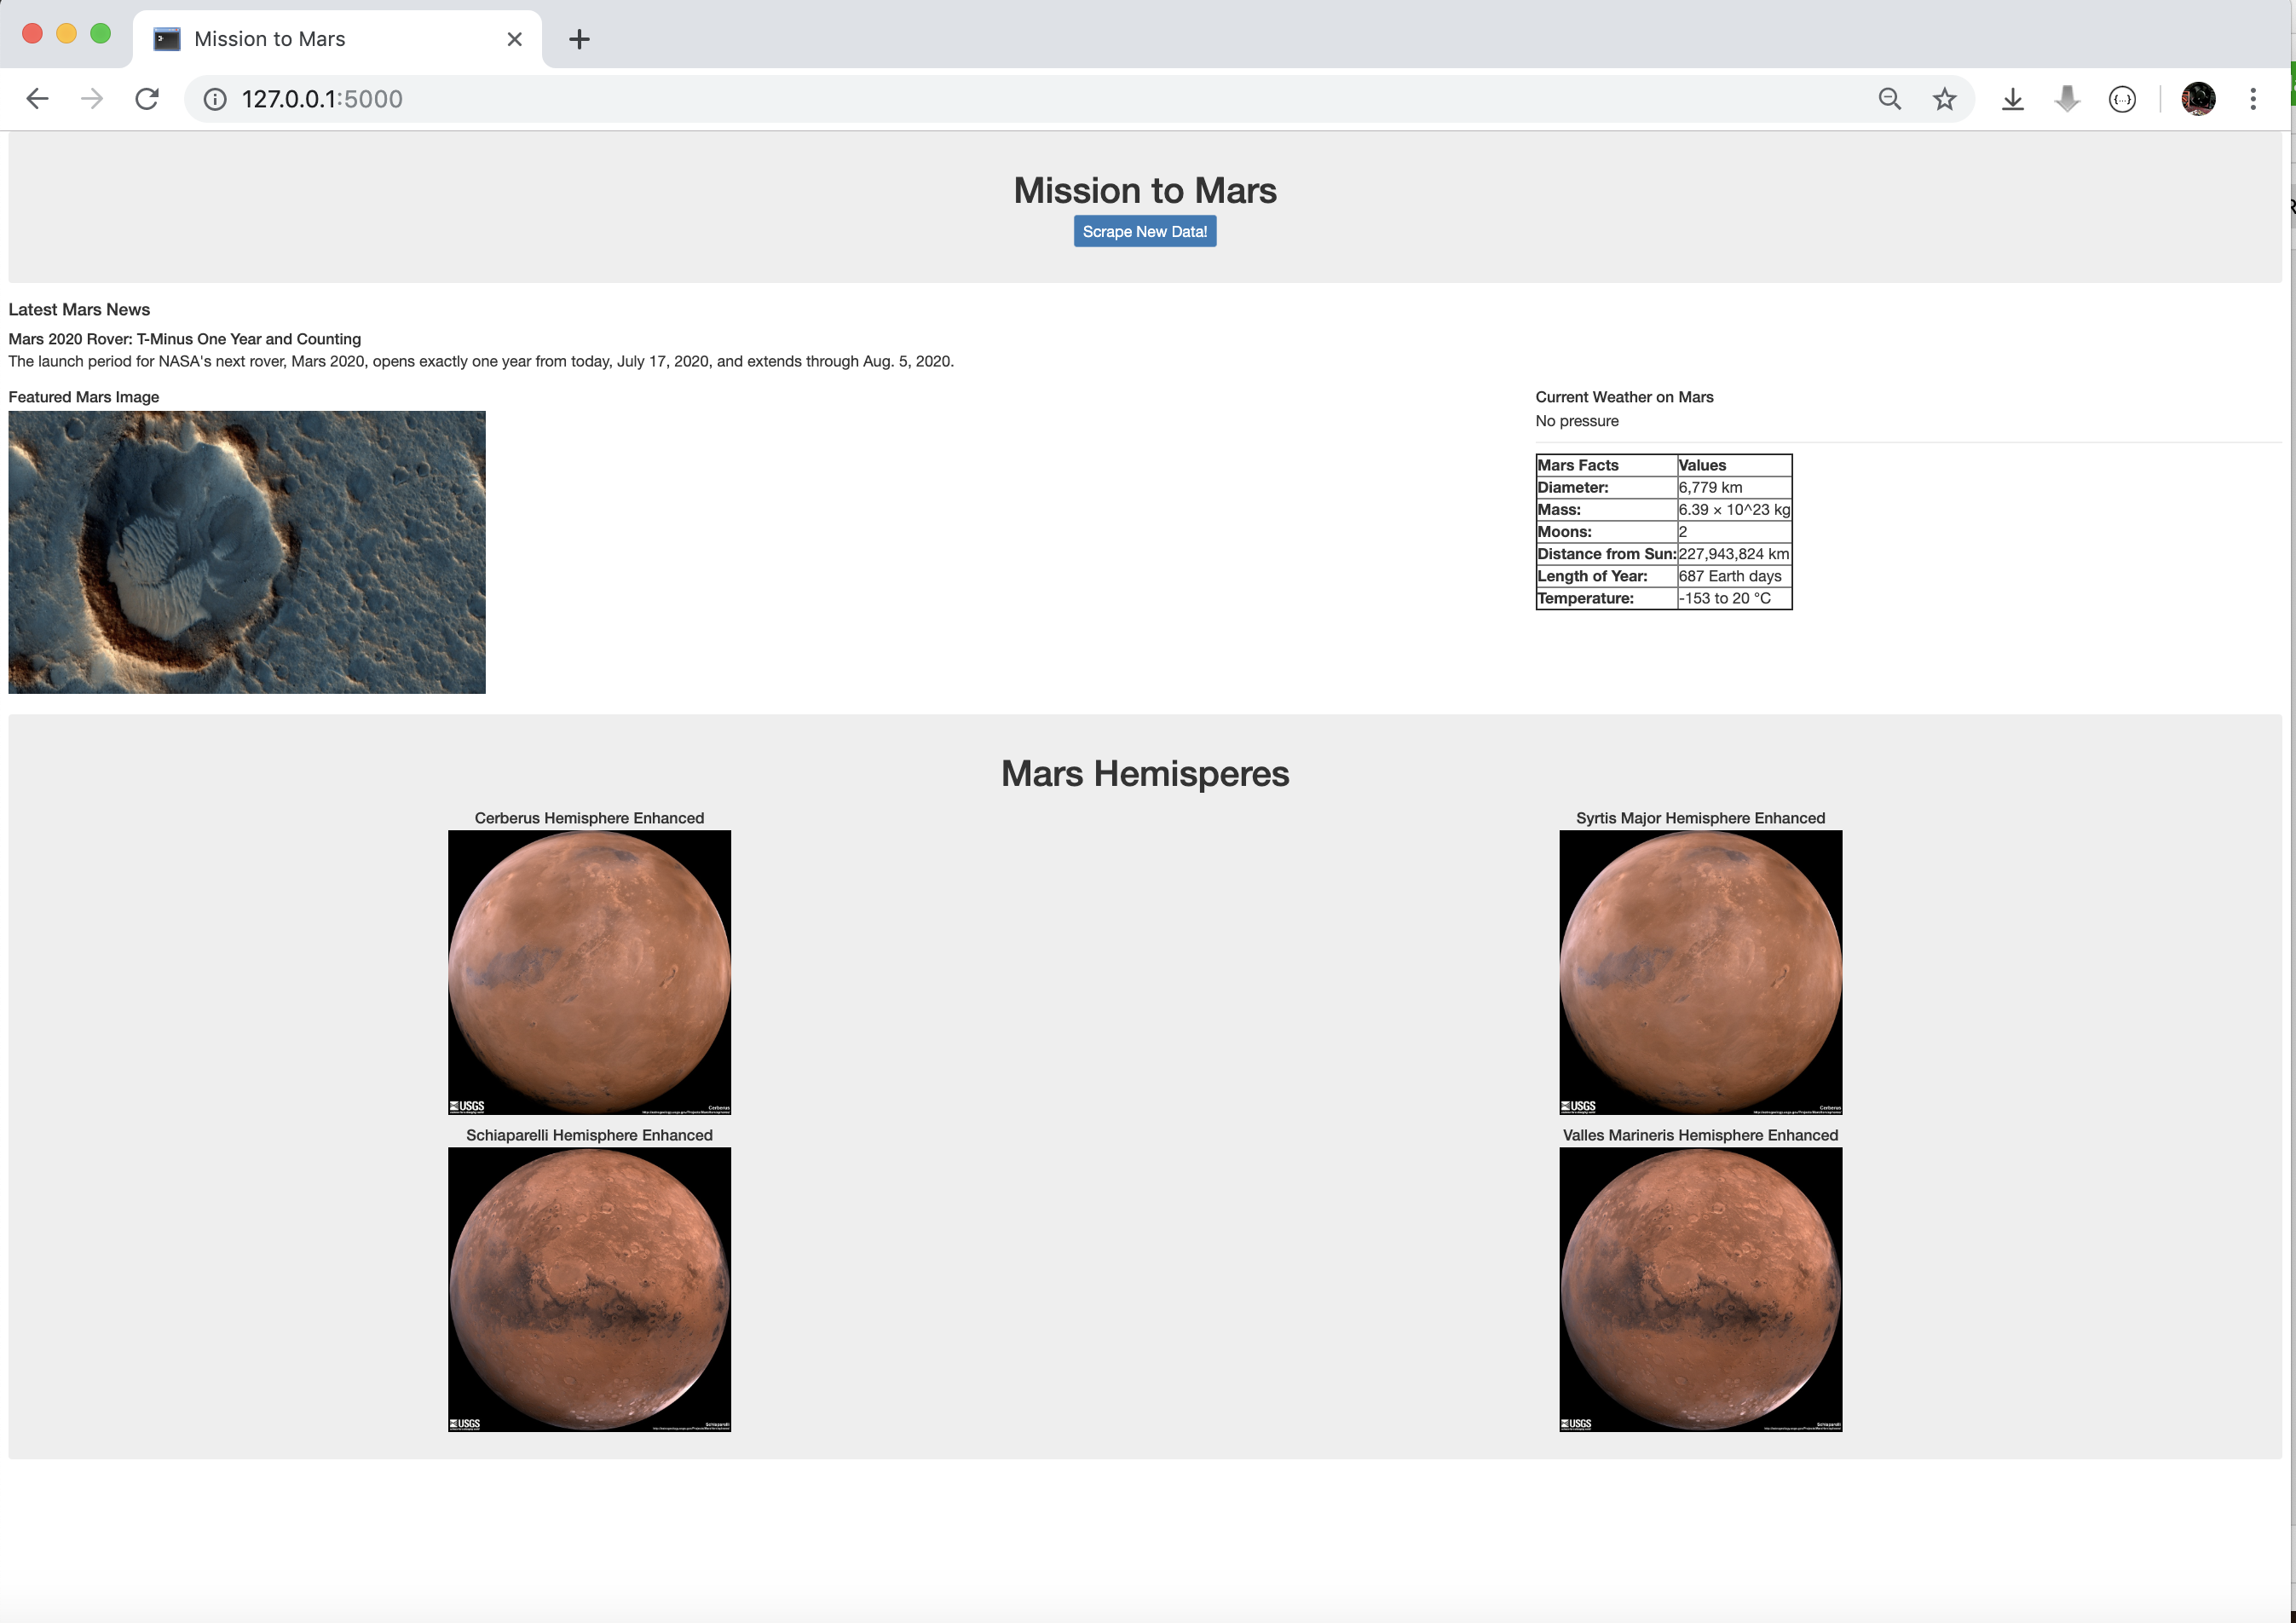 Mission to Mars
127.0.0.1:5000
Mission to Mars
Scrape New Data!
Latest Mars News
Mars 2020 Rover: T-Minus One Year and Counting
The launch period for NASA's next rover, Mars 2020, opens exactly one year from today, July 17, 2020, and extends through Aug. 5, 2020.
Featured Mars Image
Current Weather on Mars
No pressure
Mars Facts Values
Diameter: 6,779 km
Mass: 6.39 × 10^23 kg
Moons: 2
Distance from Sun: 227,943,824 km
Length of Year: 687 Earth days
Temperature: -153 to 20 °C
Mars Hemisperes
Cerberus Hemisphere Enhanced
Syrtis Major Hemisphere Enhanced
USGS
Cerberus
USGS
Cerberus
Schiaparelli Hemisphere Enhanced
Valles Marineris Hemisphere Enhanced
USGS
Schiaparelli
USGS
Schiaparelli